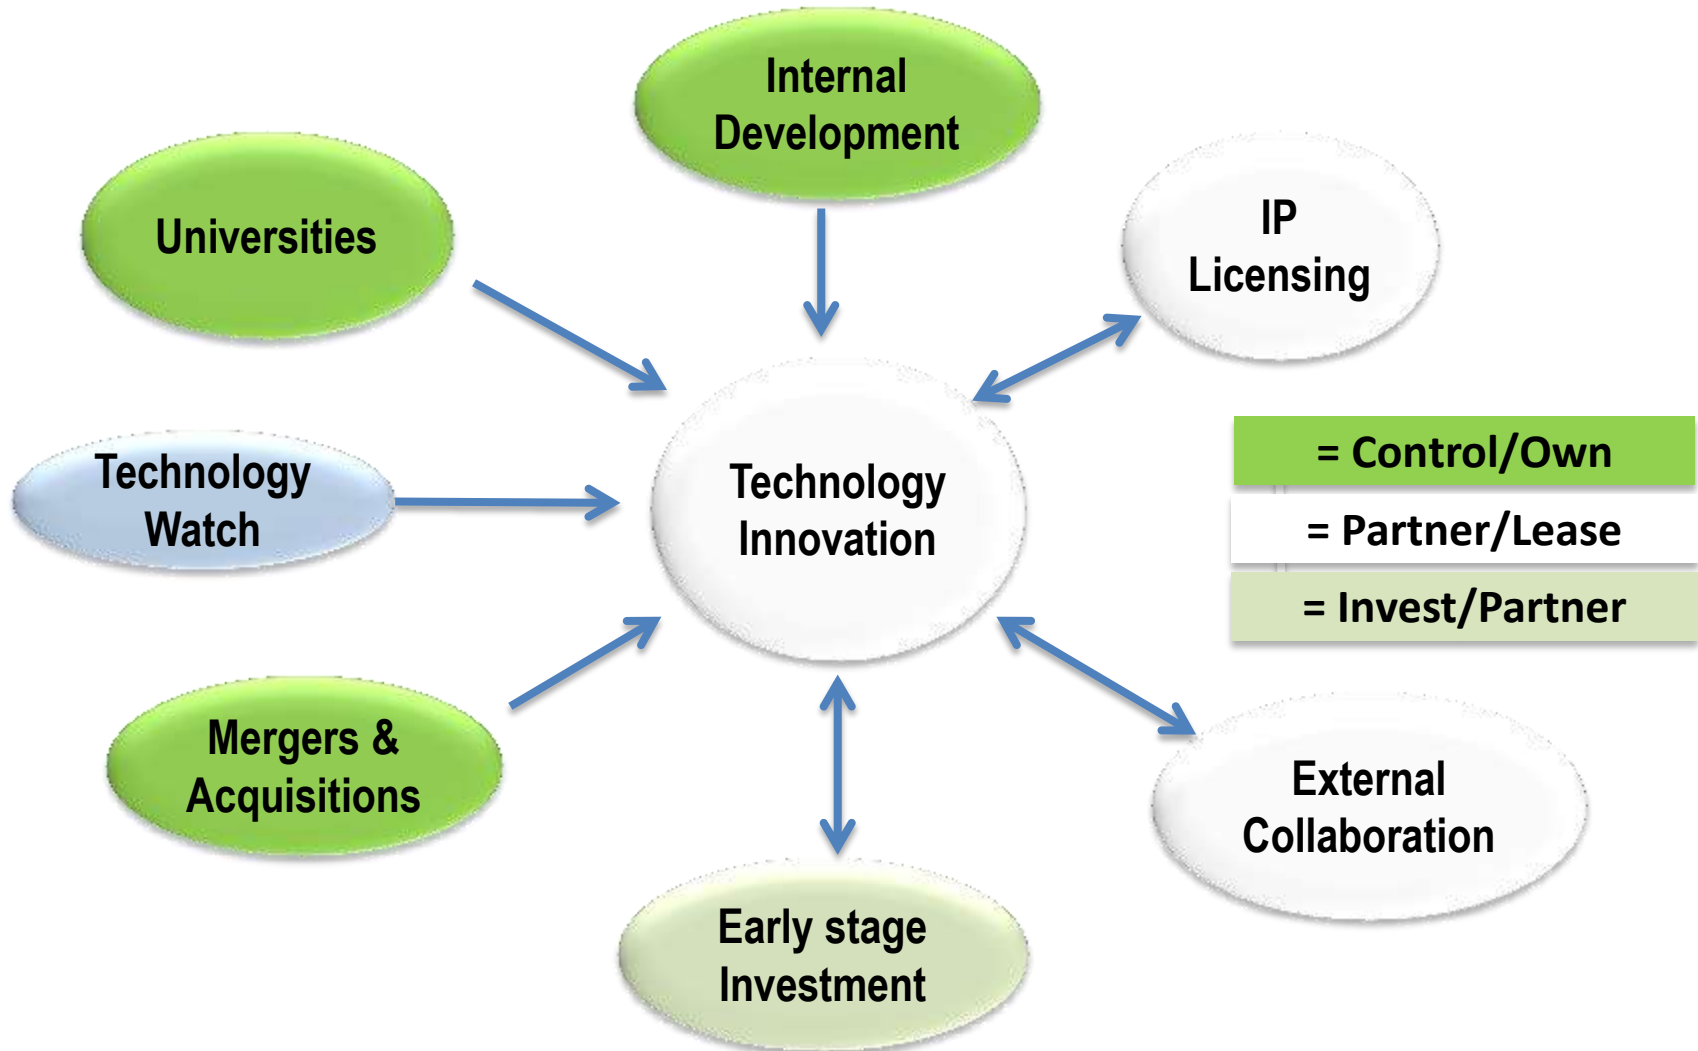 Internal
Development
Universities
IP
Licensing
Technology
Watch
Technology
Innovation
= Control/Own
= Partner/Lease
= Invest/Partner
Mergers &
Acquisitions
External
Collaboration
Early stage
Investment